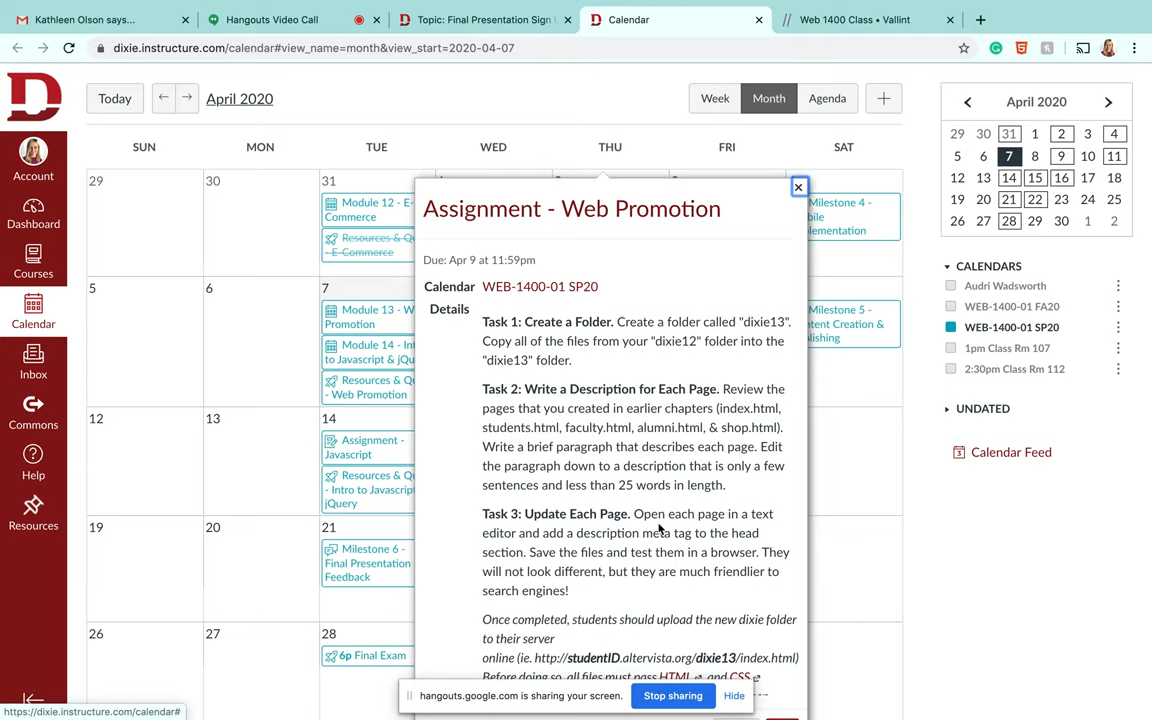 Kathleen Olson says...
Hangouts Video Call
Topic: Final Presentation Sign
Calendar
Web 1400 Class • Vallint
dixie.instructure.com/calendar#view_name=month&view_start=2020-04-07
D
Account
Dashboard
Courses
Calendar
Inbox
Commons
Help
Resources
Today
April 2020
Week
Month
Agenda
SUN
MON
TUE
WED
THU
FRI
SAT
29
30
31
Module 12 - E-
Commerce
Resources & Q
- E-Commerce
Milestone 4 -
bile
plementation
5
6
7
Module 13 - W
Promotion
Module 14 - Int
to Javascript & jQ
Resources & Q
- Web Promotion
Milestone 5 -
ntent Creation &
lishing
12
13
14
Assignment -
Javascript
Resources & Q
- Intro to Javascript
jQuery
19
20
21
Milestone 6 -
Final Presentation
Feedback
26
27
28
6p Final Exam
Assignment - Web Promotion
Due: Apr 9 at 11:59pm
Calendar
WEB-1400-01 SP20
Details
Task 1: Create a Folder. Create a folder called "dixie13".
Copy all of the files from your "dixie12" folder into the
"dixie13" folder.
Task 2: Write a Description for Each Page. Review the
pages that you created in earlier chapters (index.html,
students.html, faculty.html, alumni.html, & shop.html).
Write a brief paragraph that describes each page. Edit
the paragraph down to a description that is only a few
sentences and less than 25 words in length.
Task 3: Update Each Page. Open each page in a text
editor and add a description meta tag to the head
section. Save the files and test them in a browser. They
will not look different, but they are much friendlier to
search engines!
Once completed, students should upload the new dixie folder
to their server
online (ie. http://studentID.altervista.org/dixie13/index.html)
Before doing so, all files must pass HTML and CSS
April 2020
29 30 31 1 2 3 4
5 6 7 8 9 10 11
12 13 14 15 16 17 18
19 20 21 22 23 24 25
26 27 28 29 30 1 2
CALENDARS
Audri Wadsworth
WEB-1400-01 FA20
WEB-1400-01 SP20
1pm Class Rm 107
2:30pm Class Rm 112
UNDATED
Calendar Feed
hangouts.google.com is sharing your screen.
Stop sharing
Hide
https://dixie.instructure.com/calendar#